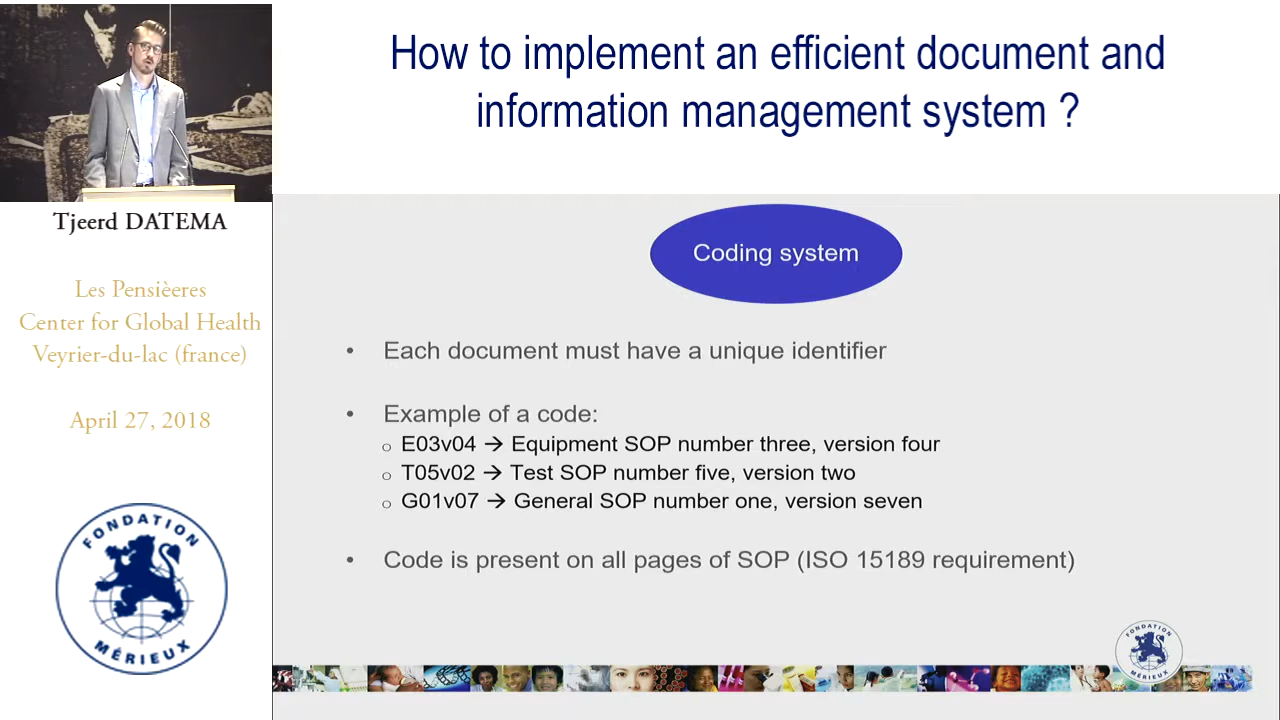 How to implement an efficient document and
information management system ?
Tjeerd DATEMA
Les Pensièeres
Center for Global Health
Veyrier-du-lac (france)
April 27, 2018
FONDATION
MÉRIEUX
Coding system
• Each document must have a unique identifier
• Example of a code:
o E03v04 → Equipment SOP number three, version four
o T05v02 → Test SOP number five, version two
o G01v07 → General SOP number one, version seven
• Code is present on all pages of SOP (ISO 15189 requirement)
FONDATION
MÉRIEUX